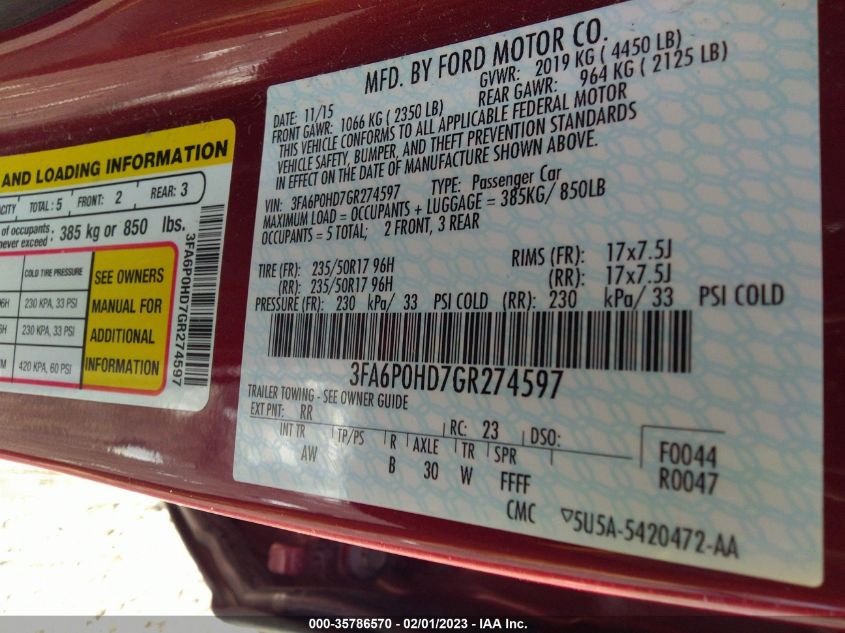 AND LOADING INFORMATION
TOTAL: 5 FRONT: 2 REAR: 3
of occupants
never exceed: 385 kg or 850 lbs.
COLD TIRE PRESSURE
230 KPA, 33 PSI
230 KPA, 33 PSI
420 KPA, 60 PSI
SEE OWNERS
MANUAL FOR
ADDITIONAL
INFORMATION
3FA6P0HD7GR274597
MFD. BY FORD MOTOR CO.
DATE: 11/15 GVWR: 2019 KG ( 4450 LB)
FRONT GAWR: 1066 KG ( 2350 LB) REAR GAWR: 964 KG ( 2125 LB)
THIS VEHICLE CONFORMS TO ALL APPLICABLE FEDERAL MOTOR
VEHICLE SAFETY, BUMPER, AND THEFT PREVENTION STANDARDS
IN EFFECT ON THE DATE OF MANUFACTURE SHOWN ABOVE.
VIN: 3FA6P0HD7GR274597 TYPE: Passenger Car
MAXIMUM LOAD = OCCUPANTS + LUGGAGE = 385KG/ 850LB
OCCUPANTS = 5 TOTAL; 2 FRONT, 3 REAR
TIRE (FR): 235/50R17 96H RIMS (FR): 17x7.5J
(RR): 235/50R17 96H (RR): 17x7.5J
PRESSURE (FR): 230 kPa/ 33 PSI COLD (RR): 230 kPa/ 33 PSI COLD
3FA6P0HD7GR274597
TRAILER TOWING - SEE OWNER GUIDE
EXT PNT: RR RC: 23 DSO:
INT TR TP/PS R AXLE TR SPR F0044
AW B 30 W FFFF R0047
CMC 5U5A-5420472-AA
000-35786570 / 02/01/2023 - IAA Inc.